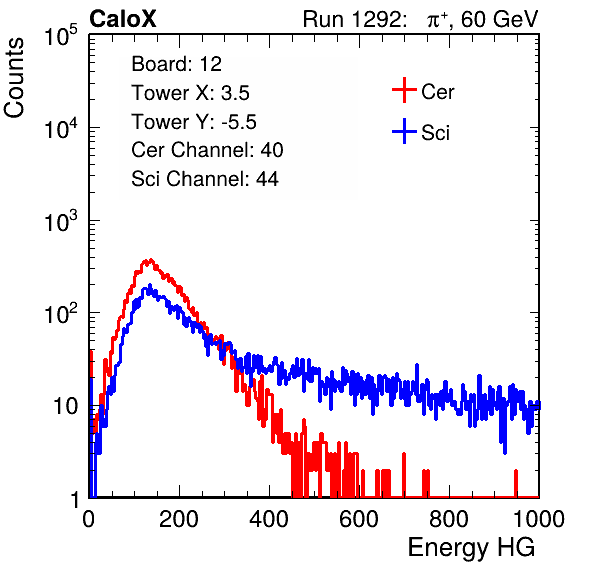 CaloX Run 1292: π⁺, 60 GeV
Counts
Board: 12
Tower X: 3.5
Tower Y: -5.5
Cer Channel: 40
Sci Channel: 44
Cer
Sci
10⁵
10⁴
10³
10²
10
1
0 200 400 600 800 1000
Energy HG